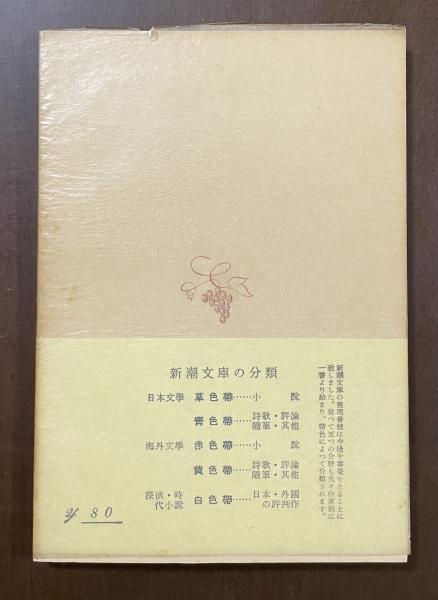 新潮文庫の分類
日本文學 草色帶……小說
青色帶……詩歌・評論
隨筆・其他
海外文學 赤色帶……小說
黄色帶……詩歌・評論
隨筆・其他
探偵・時代小說 白色帶……日本・外國の評判作
新潮文庫の整理番號は今後千番臺をとることに
致しました。從つて五つの分野も夫々作家別に
一番より始まり、帶色によつて分類されます。
¥ 80